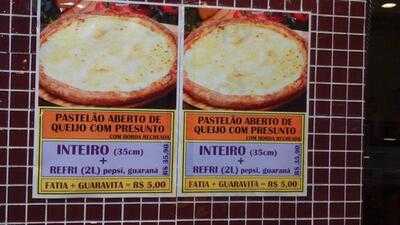 PASTELÃO ABERTO DE
QUEIJO COM PRESUNTO
COM BORDA RECHEADA
INTEIRO (35cm)
+
REFRI (2L) pepsi, guaraná
R$ 35,90
FATIA + GUARAVITA = R$ 5,00
PASTELÃO ABERTO DE
QUEIJO COM PRESUNTO
COM BORDA RECHEADA
INTEIRO (35cm)
+
REFRI (2L) pepsi, guaraná
R$ 35,90
FATIA + GUARAVITA = R$ 5,00